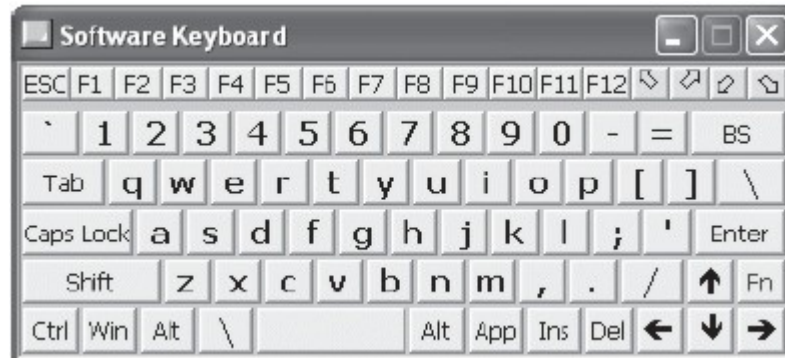 Software Keyboard
ESC F1 F2 F3 F4 F5 F6 F7 F8 F9 F10 F11 F12
` 1 2 3 4 5 6 7 8 9 0 - = BS
Tab q w e r t y u i o p [ ] \
Caps Lock a s d f g h j k l ; ' Enter
Shift z x c v b n m , . / ↑ Fn
Ctrl Win Alt \ Alt App Ins Del ← ↓ →